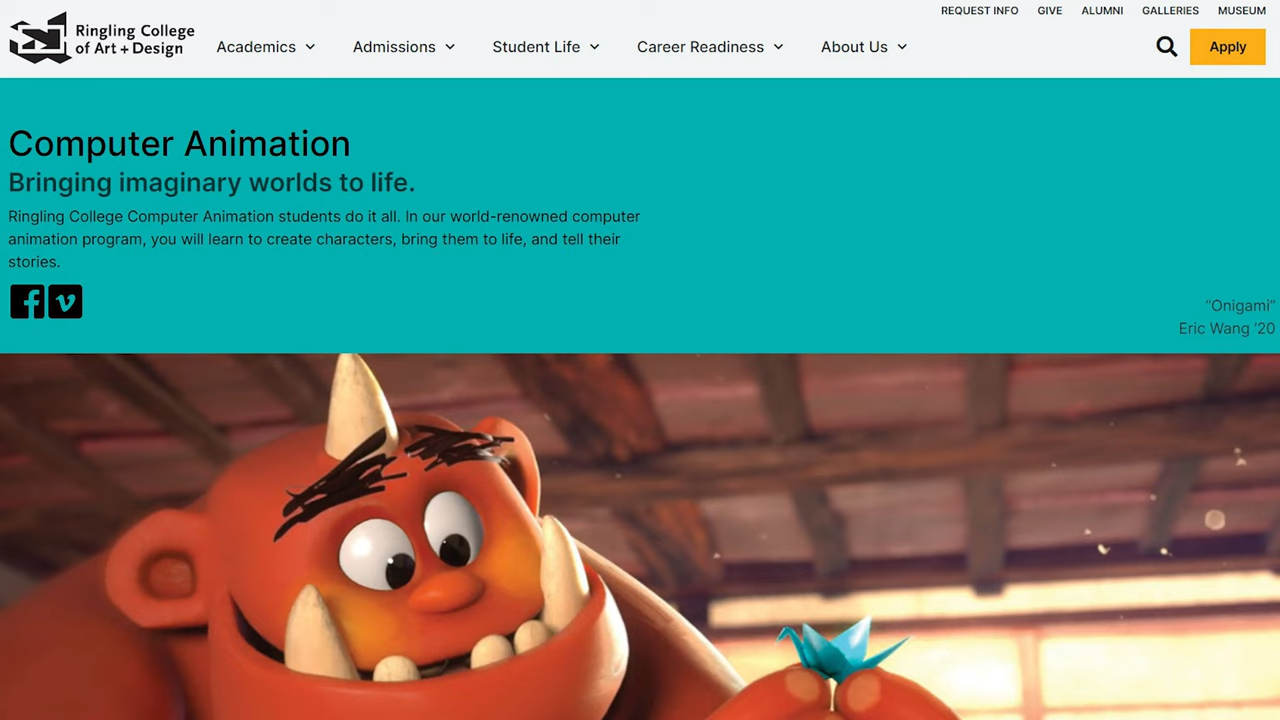 REQUEST INFO GIVE ALUMNI GALLERIES MUSEUM
Ringling College
of Art + Design
Academics Admissions Student Life Career Readiness About Us
Apply
Computer Animation
Bringing imaginary worlds to life.
Ringling College Computer Animation students do it all. In our world-renowned computer
animation program, you will learn to create characters, bring them to life, and tell their
stories.
"Onigami"
Eric Wang '20